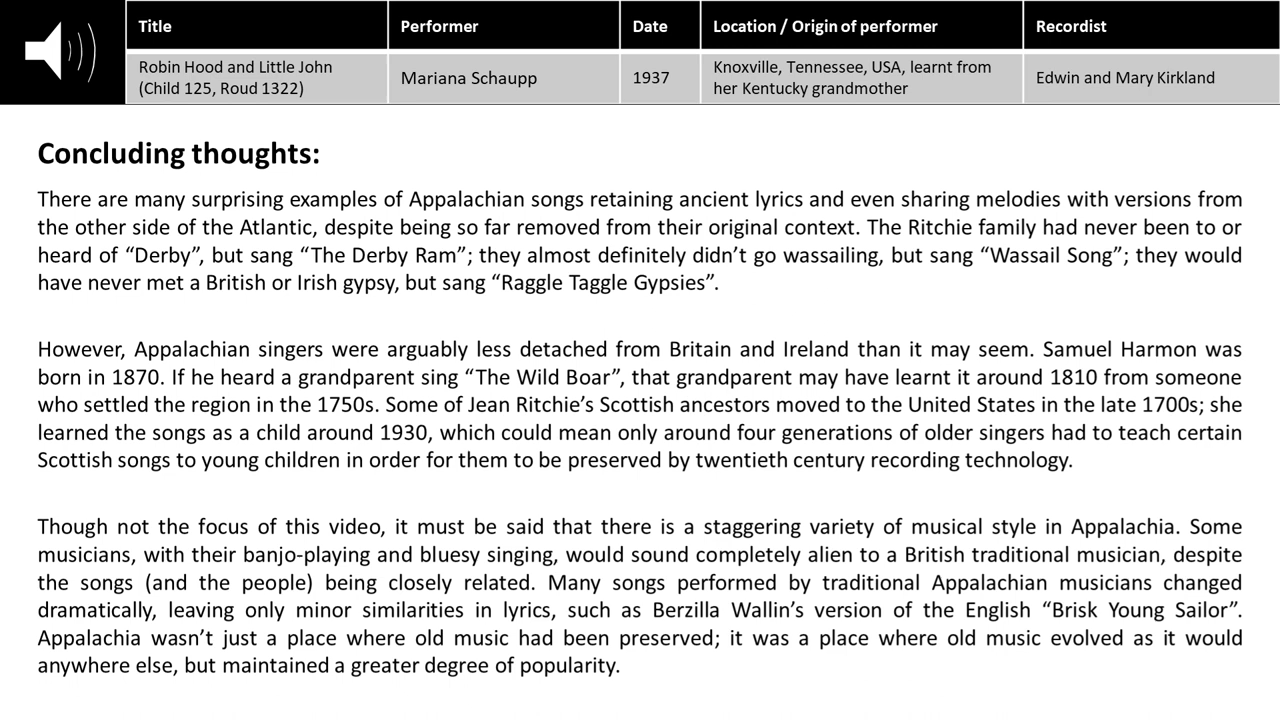 Title Performer Date Location / Origin of performer Recordist
Robin Hood and Little John (Child 125, Roud 1322) Mariana Schaupp 1937 Knoxville, Tennessee, USA, learnt from her Kentucky grandmother Edwin and Mary Kirkland
Concluding thoughts:
There are many surprising examples of Appalachian songs retaining ancient lyrics and even sharing melodies with versions from
the other side of the Atlantic, despite being so far removed from their original context. The Ritchie family had never been to or
heard of “Derby”, but sang “The Derby Ram”; they almost definitely didn’t go wassailing, but sang “Wassail Song”; they would
have never met a British or Irish gypsy, but sang “Raggle Taggle Gypsies”.
However, Appalachian singers were arguably less detached from Britain and Ireland than it may seem. Samuel Harmon was
born in 1870. If he heard a grandparent sing “The Wild Boar”, that grandparent may have learnt it around 1810 from someone
who settled the region in the 1750s. Some of Jean Ritchie’s Scottish ancestors moved to the United States in the late 1700s; she
learned the songs as a child around 1930, which could mean only around four generations of older singers had to teach certain
Scottish songs to young children in order for them to be preserved by twentieth century recording technology.
Though not the focus of this video, it must be said that there is a staggering variety of musical style in Appalachia. Some
musicians, with their banjo-playing and bluesy singing, would sound completely alien to a British traditional musician, despite
the songs (and the people) being closely related. Many songs performed by traditional Appalachian musicians changed
dramatically, leaving only minor similarities in lyrics, such as Berzilla Wallin’s version of the English “Brisk Young Sailor”.
Appalachia wasn’t just a place where old music had been preserved; it was a place where old music evolved as it would
anywhere else, but maintained a greater degree of popularity.